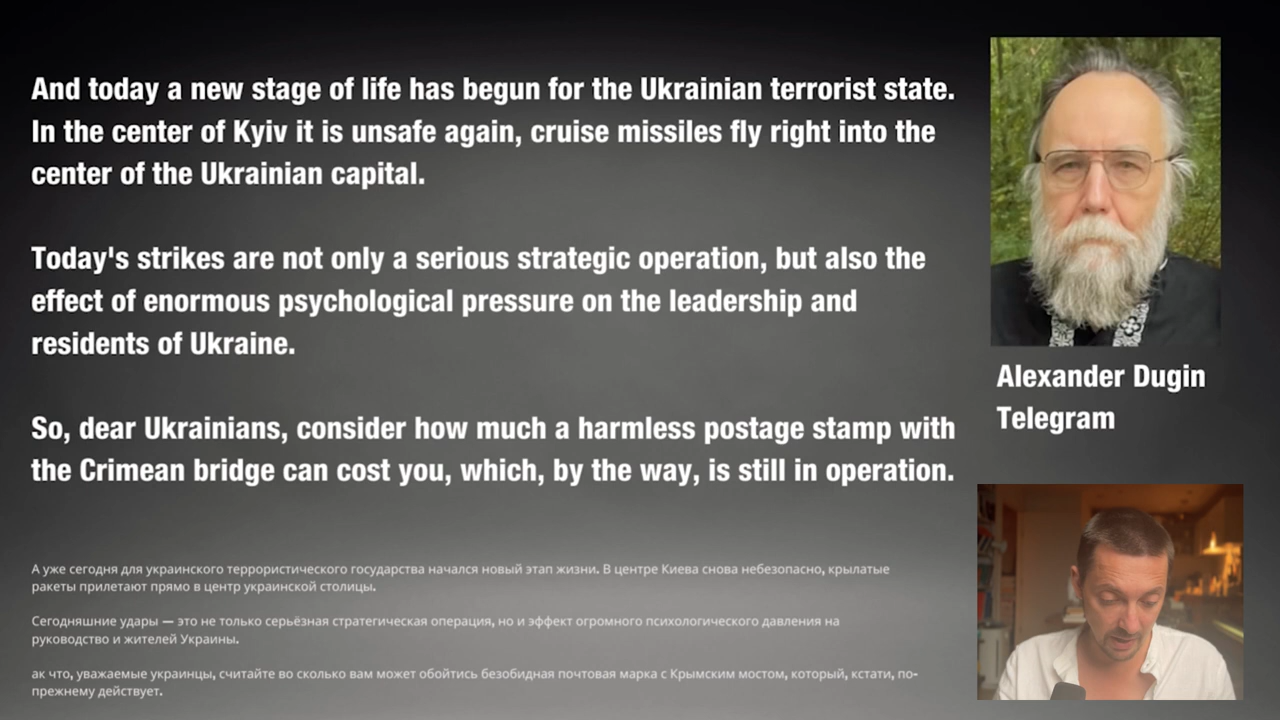 And today a new stage of life has begun for the Ukrainian terrorist state.
In the center of Kyiv it is unsafe again, cruise missiles fly right into the
center of the Ukrainian capital.
Today's strikes are not only a serious strategic operation, but also the
effect of enormous psychological pressure on the leadership and
residents of Ukraine.
So, dear Ukrainians, consider how much a harmless postage stamp with
the Crimean bridge can cost you, which, by the way, is still in operation.
Alexander Dugin
Telegram
А уже сегодня для украинского террористического государства начался новый этап жизни. В центре Киева снова небезопасно, крылатые
ракеты прилетают прямо в центр украинской столицы.
Сегодняшние удары — это не только серьёзная стратегическая операция, но и эффект огромного психологического давления на
руководство и жителей Украины.
ак что, уважаемые украинцы, считайте во сколько вам может обойтись безобидная почтовая марка с Крымским мостом, который, кстати, по-
прежнему действует.